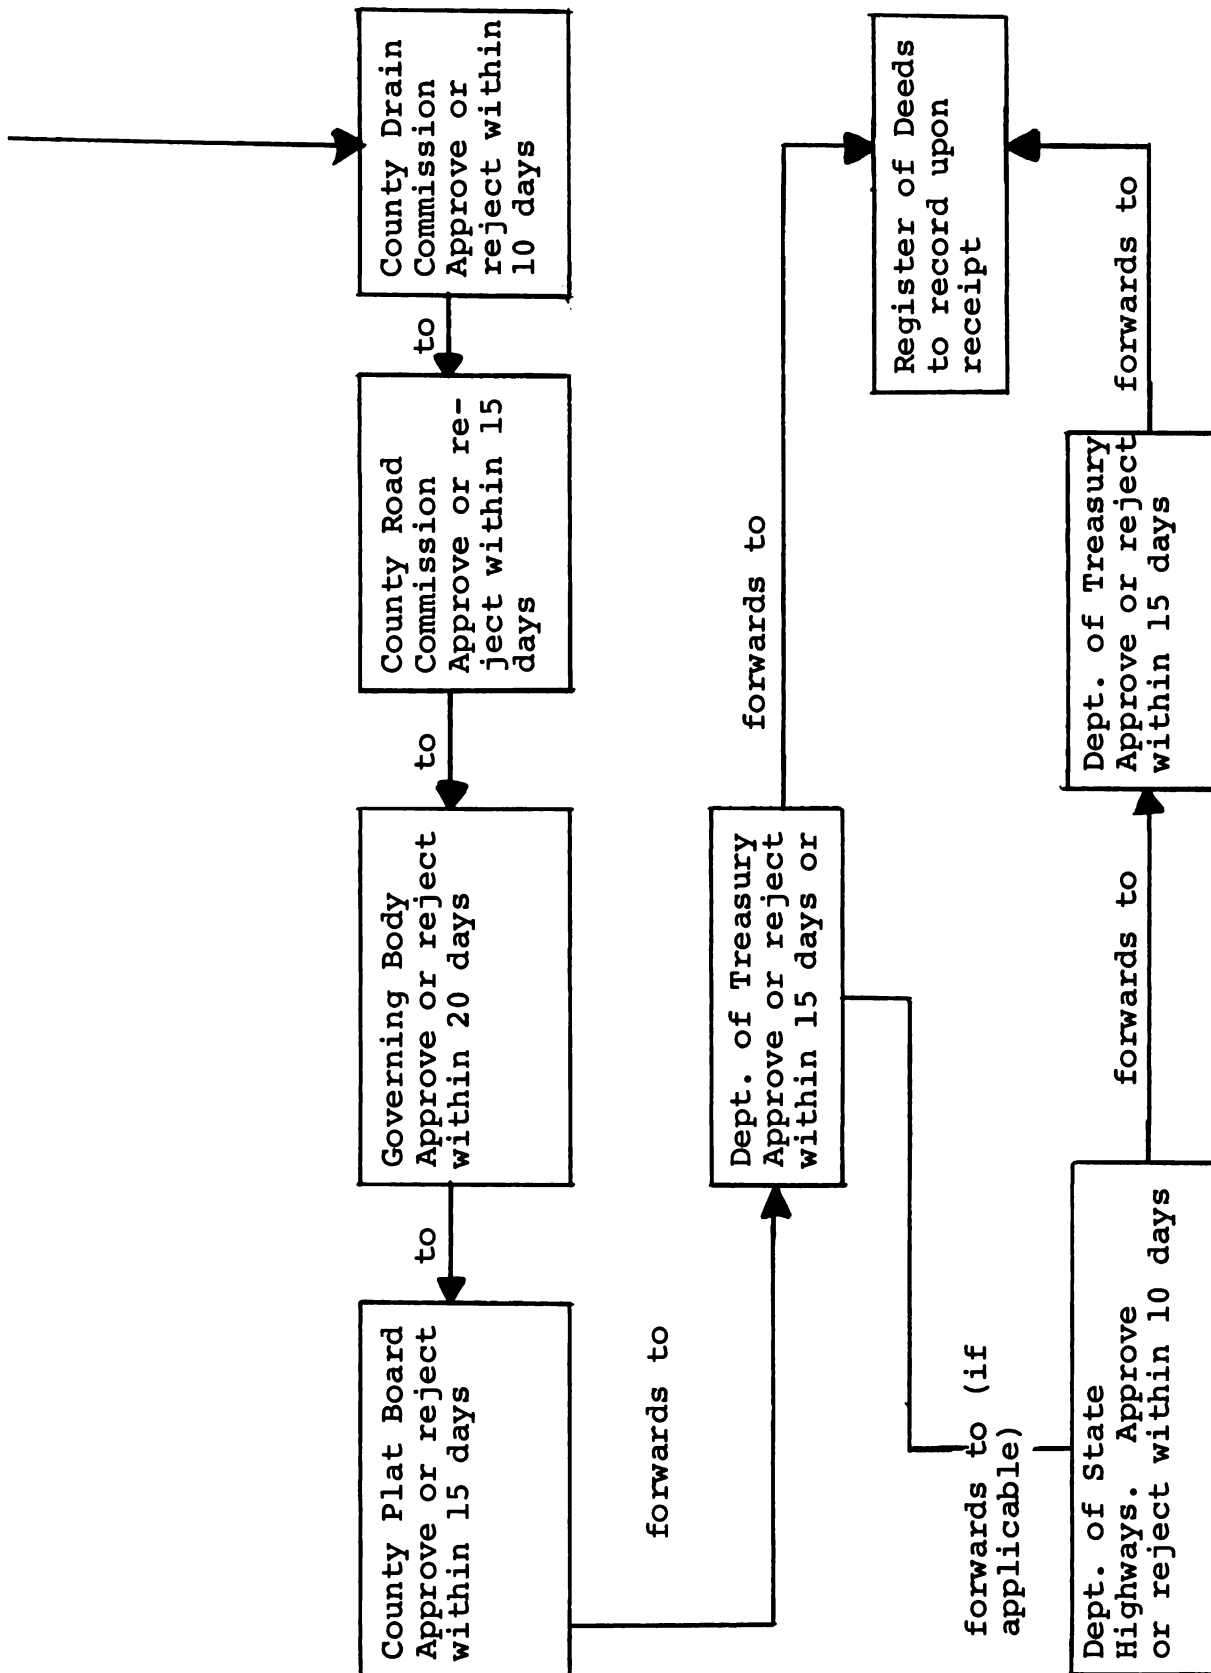 County Drain
Commission
Approve or
reject within
10 days
to
County Road
Commission
Approve or re-
ject within 15
days
to
Governing Body
Approve or reject
within 20 days
to
County Plat Board
Approve or reject
within 15 days
forwards to
Dept. of Treasury
Approve or reject
within 15 days or
forwards to
Register of Deeds
to record upon
receipt
forwards to (if
applicable)
Dept. of State
Highways. Approve
or reject within 10 days
forwards to
Dept. of Treasury
Approve or reject
within 15 days
forwards to